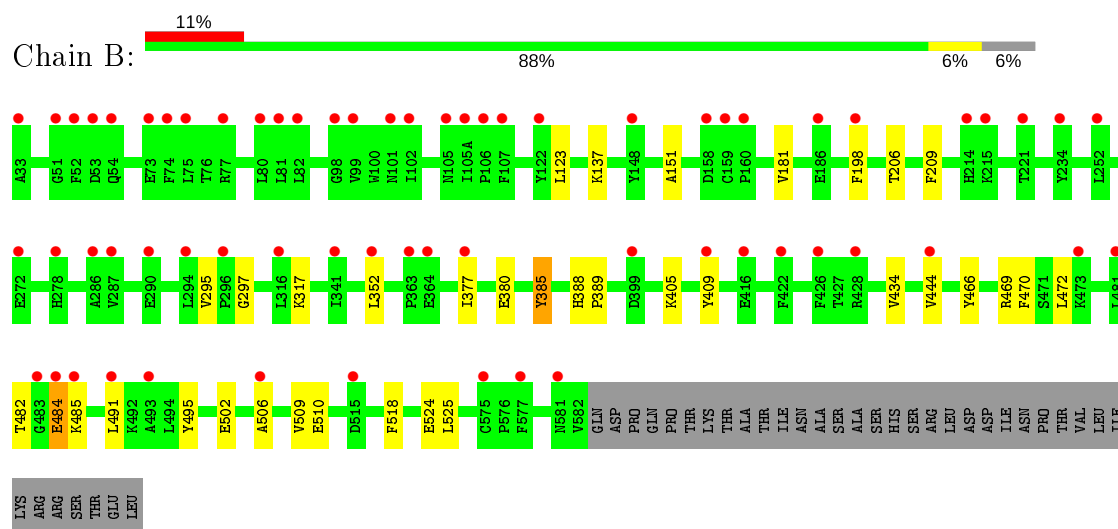 11%
Chain B:
88%
6%
6%
A33 G51 F52 D53 Q54 E73 F74 L75 T76 R77 L80 L81 L82 G98 V99 W100 N101 I102 N105 I105A P106 F107 Y122 L123 K137 Y148 A151 D158 C159 P160 V181 E186 F198 T206 F209 H214 K215 T221 Y234 L252
E272 H278 A286 V287 E290 L294 V295 P296 G297 L316 K317 I341 L352 P363 E364 I377 E380 Y385 H388 P389 D399 K405 Y409 E416 F422 F426 T427 R428 V434 V444 Y466 R469 F470 S471 L472 K473
T482 G483 E484 K485 L491 K492 A493 L494 Y495 E502 A506 V509 E510 D515 F518 E524 L525 C575 P576 F577 N581 V582 GLN ASP PRO GLN PRO THR LYS THR ALA THR ILE ASN ALA SER ALA SER HIS SER ARG LEU ASP ASP ILE ASN PRO THR VAL LEU
LYS ARG ARG SER THR GLU LEU